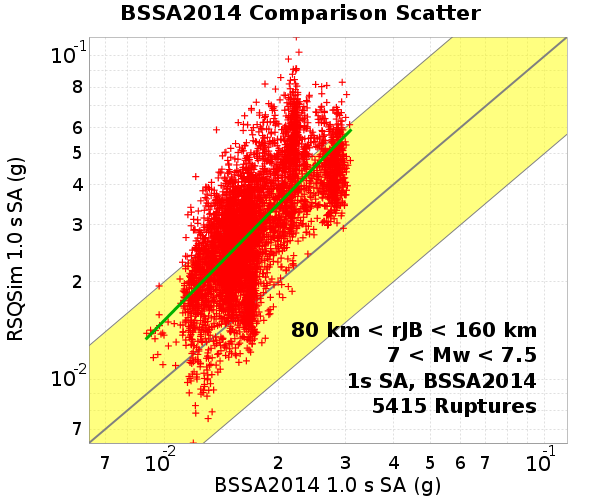 BSSA2014 Comparison Scatter
RSQSim 1.0 s SA (g)
10-1
8
6
5
4
3
2
10-2
7
80 km < rJB < 160 km
7 < Mw < 7.5
1s SA, BSSA2014
5415 Ruptures
7 10-2 2 3 4 5 6 7 10-1
BSSA2014 1.0 s SA (g)